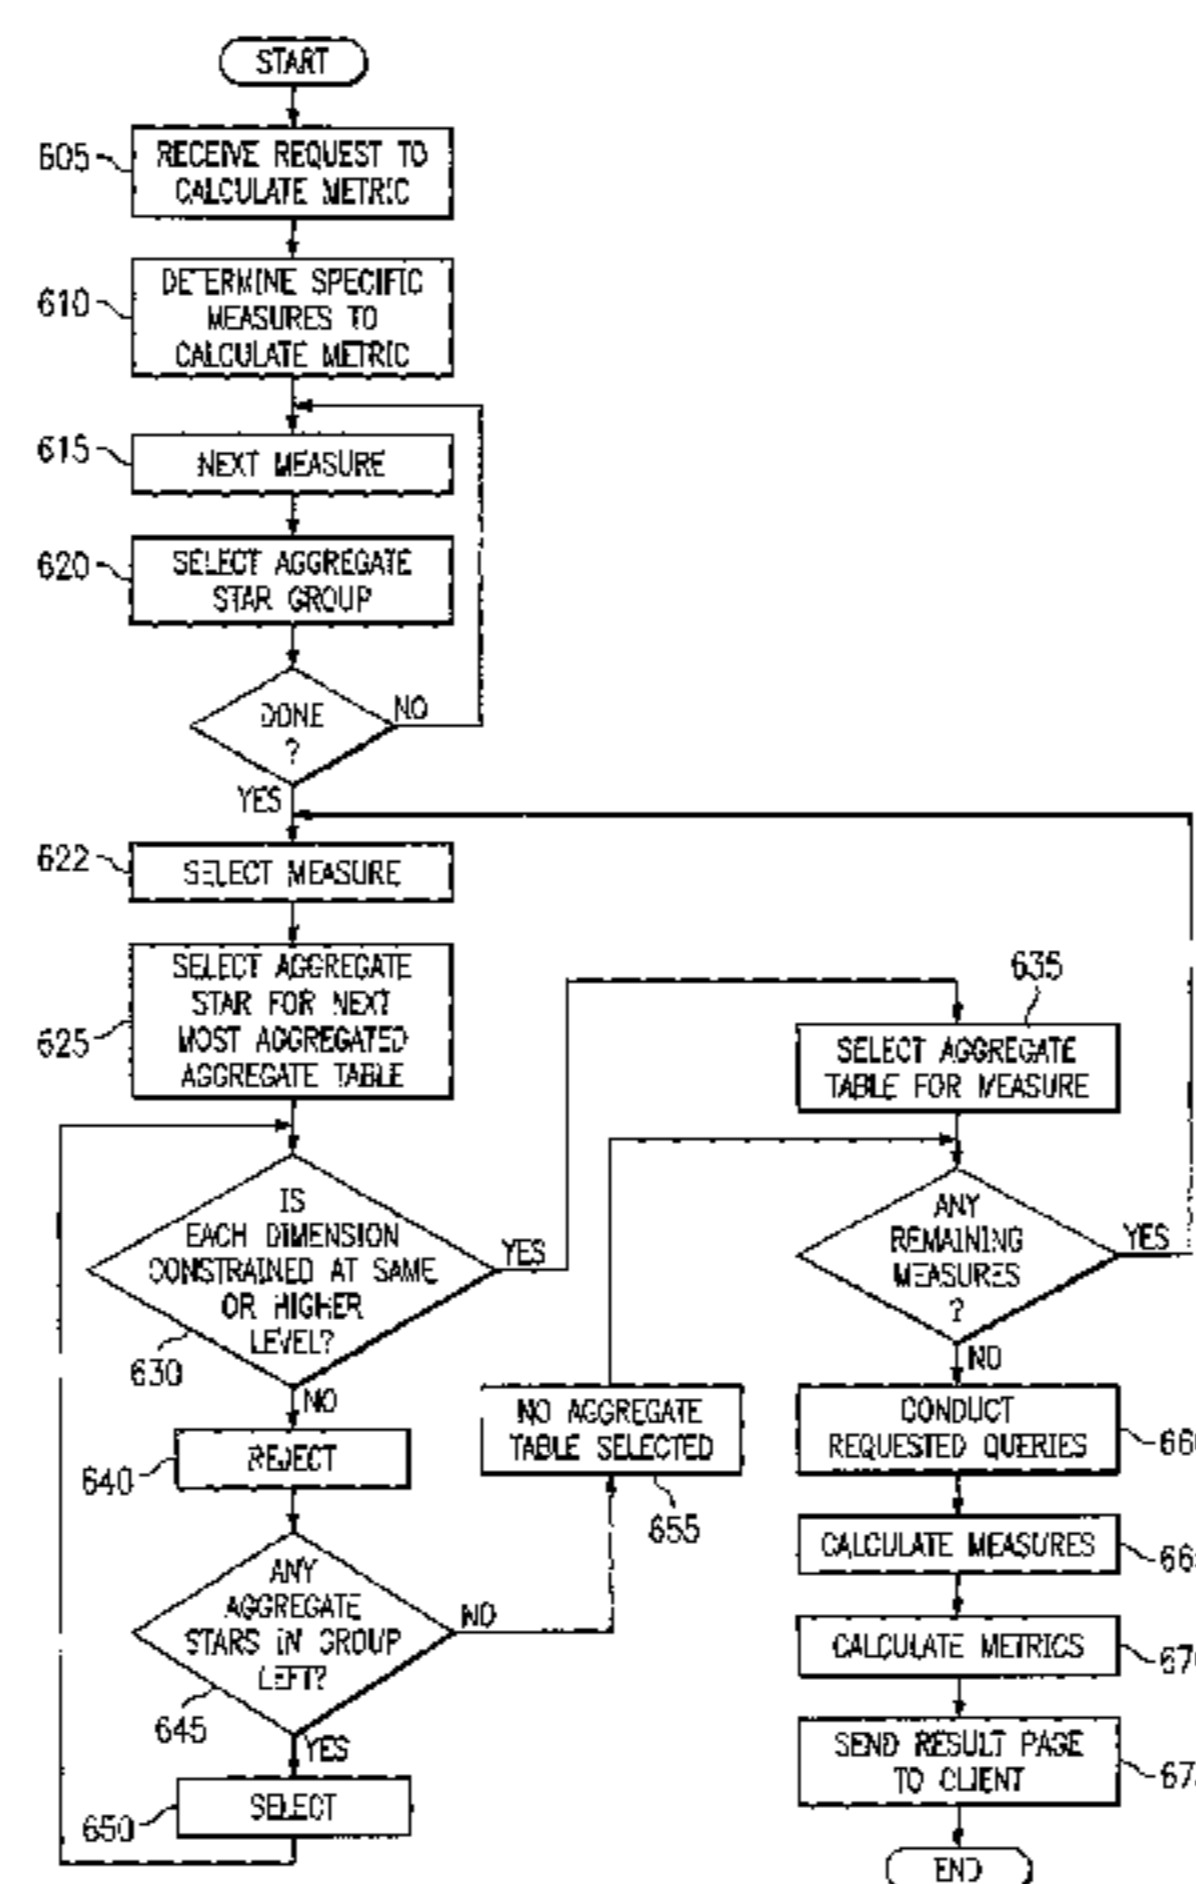 START
605
RECEIVE REQUEST TO
CALCULATE METRIC
610
DETERMINE SPECIFIC
MEASURES TO
CALCULATE METRIC
615
NEXT MEASURE
620
SELECT AGGREGATE
STAR GROUP
DONE
?
NO
YES
622
SELECT MEASURE
625
SELECT AGGREGATE
STAR FOR NEXT
MOST AGGREGATED
AGGREGATE TABLE
IS
EACH DIMENSION
CONSTRAINED AT SAME
OR HIGHER
LEVEL?
630
YES
NO
640
REJECT
ANY
AGGREGATE
STARS IN GROUP
LEFT?
645
NO
YES
650
SELECT
NO AGGREGATE
TABLE SELECTED
655
635
SELECT AGGREGATE
TABLE FOR MEASURE
ANY
REMAINING
MEASURES
?
YES
NO
CONDUCT
REQUESTED QUERIES
CALCULATE MEASURES
CALCULATE METRICS
SEND RESULT PAGE
TO CLIENT
END